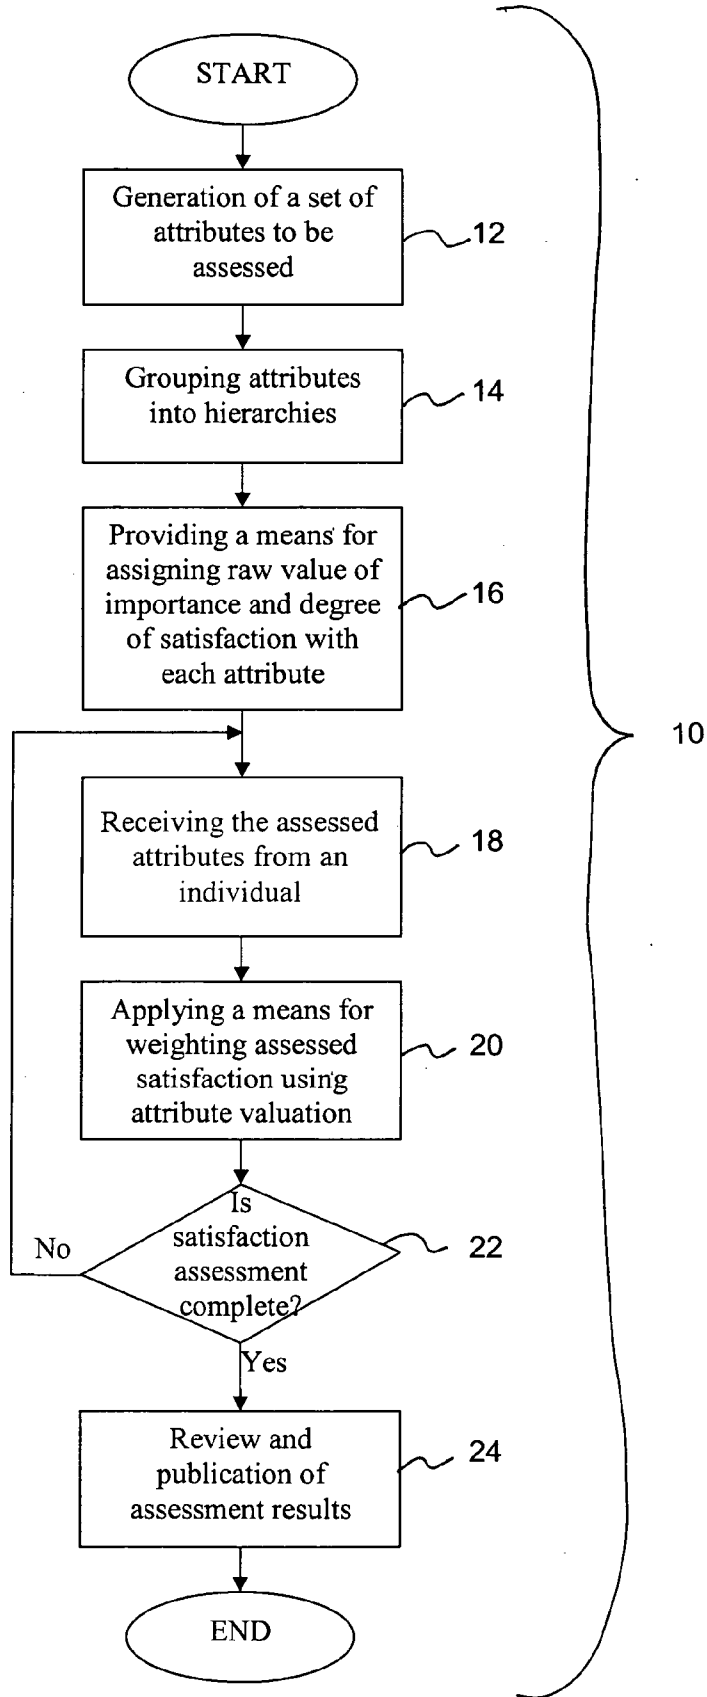 START
Generation of a set of
attributes to be
assessed
12
Grouping attributes
into hierarchies
14
Providing a means for
assigning raw value of
importance and degree
of satisfaction with
each attribute
16
10
Receiving the assessed
attributes from an
individual
18
Applying a means for
weighting assessed
satisfaction using
attribute valuation
20
Is
satisfaction
assessment
complete?
22
No
Yes
Review and
publication of
assessment results
24
END